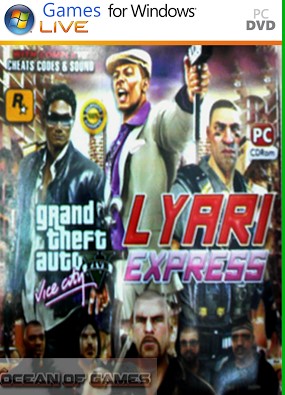 Games for Windows
LIVE
PC
DVD
CHEATS CODES & SOUND
R
PC
CDRom
grand
theft
auto
V
Vice City
LYARI
EXPRESS
OCEAN OF GAMES